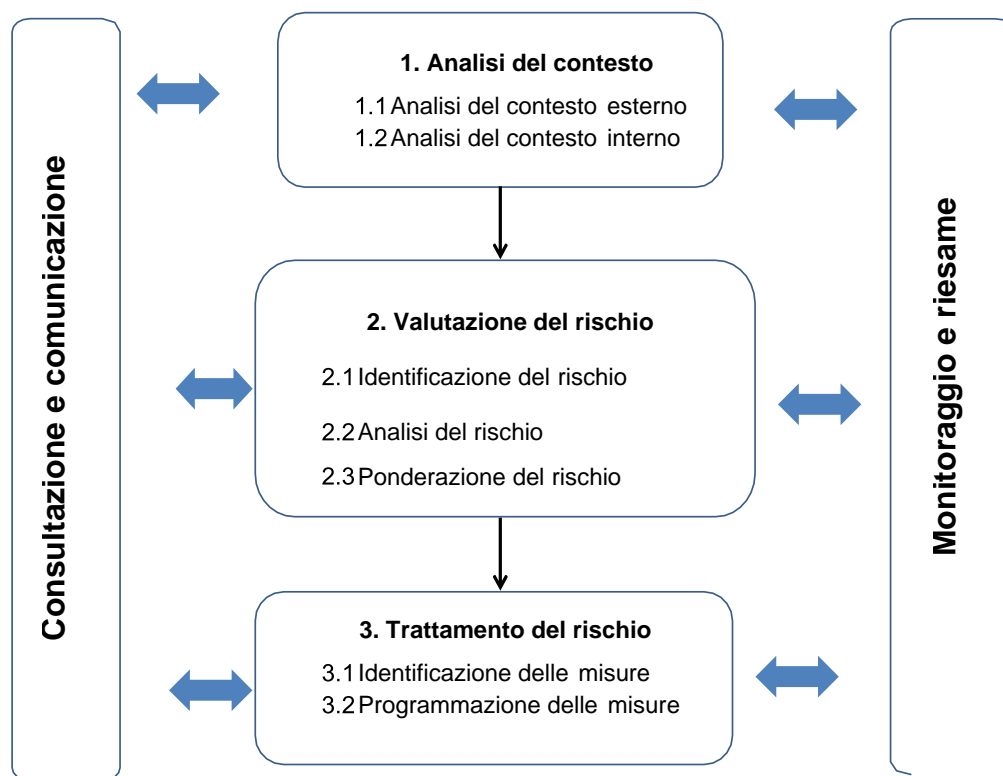 Consultazione e comunicazione
1. Analisi del contesto
1.1 Analisi del contesto esterno
1.2 Analisi del contesto interno
2. Valutazione del rischio
2.1 Identificazione del rischio
2.2 Analisi del rischio
2.3 Ponderazione del rischio
3. Trattamento del rischio
3.1 Identificazione delle misure
3.2 Programmazione delle misure
Monitoraggio e riesame